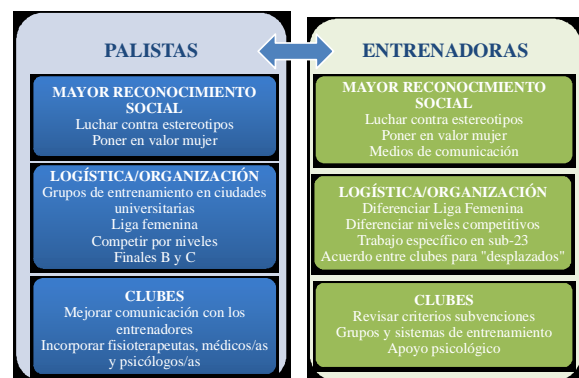 PALISTAS
MAYOR RECONOCIMIENTO
SOCIAL
Luchar contra estereotipos
Poner en valor mujer
LOGÍSTICA/ORGANIZACIÓN
Grupos de entrenamiento en ciudades
universitarias
Liga femenina
Competir por niveles
Finales B y C
CLUBES
Mejorar comunicación con los
entrenadores
Incorporar fisioterapeutas, médicos/as
y psicólogos/as
ENTRENADORAS
MAYOR RECONOCIMIENTO
SOCIAL
Luchar contra estereotipos
Poner en valor mujer
Medios de comunicación
LOGÍSTICA/ORGANIZACIÓN
Diferenciar Liga Femenina
Diferenciar niveles competitivos
Trabajo específico en sub-23
Acuerdo entre clubes para "desplazados"
CLUBES
Revisar criterios subvenciones
Grupos y sistemas de entrenamiento
Apoyo psicológico